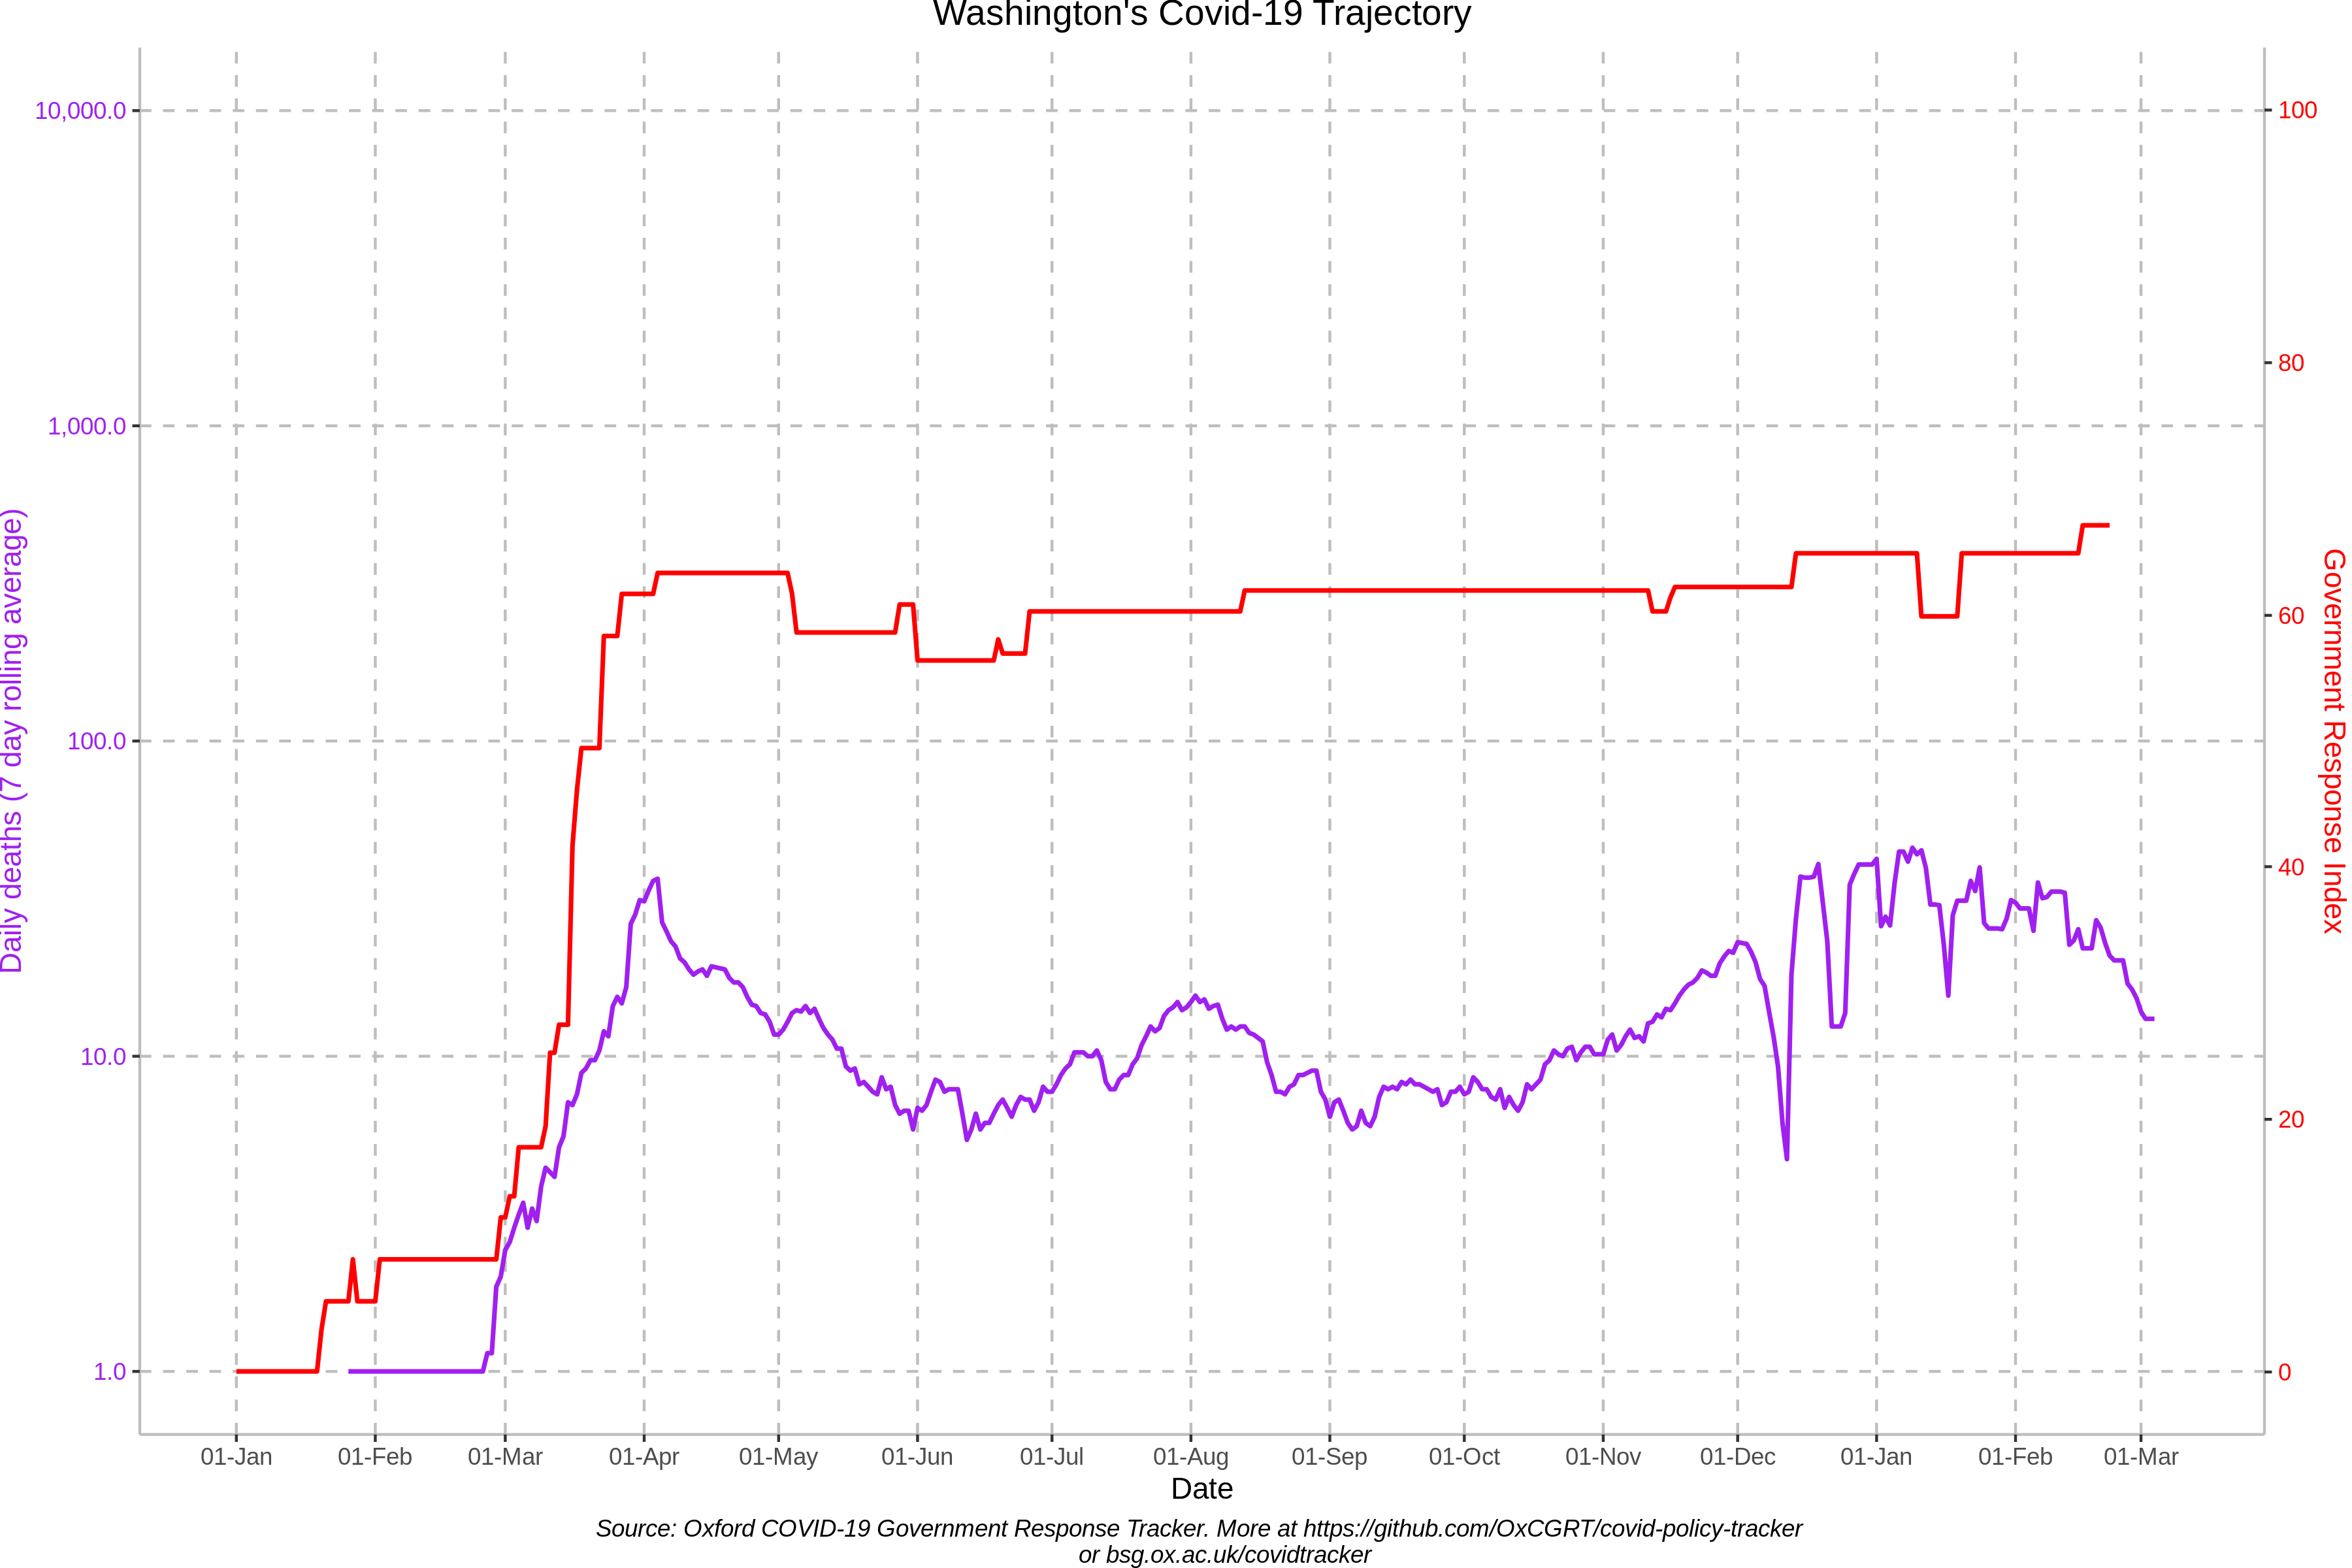 Washington's Covid-19 Trajectory
10,000.0
1,000.0
100.0
10.0
1.0
Daily deaths (7 day rolling average)
100
80
60
40
20
0
Government Response Index
01-Jan
01-Feb
01-Mar
01-Apr
01-May
01-Jun
01-Jul
01-Aug
01-Sep
01-Oct
01-Nov
01-Dec
01-Jan
01-Feb
01-Mar
Date
Source: Oxford COVID-19 Government Response Tracker. More at https://github.com/OxCGRT/covid-policy-tracker
or bsg.ox.ac.uk/covidtracker